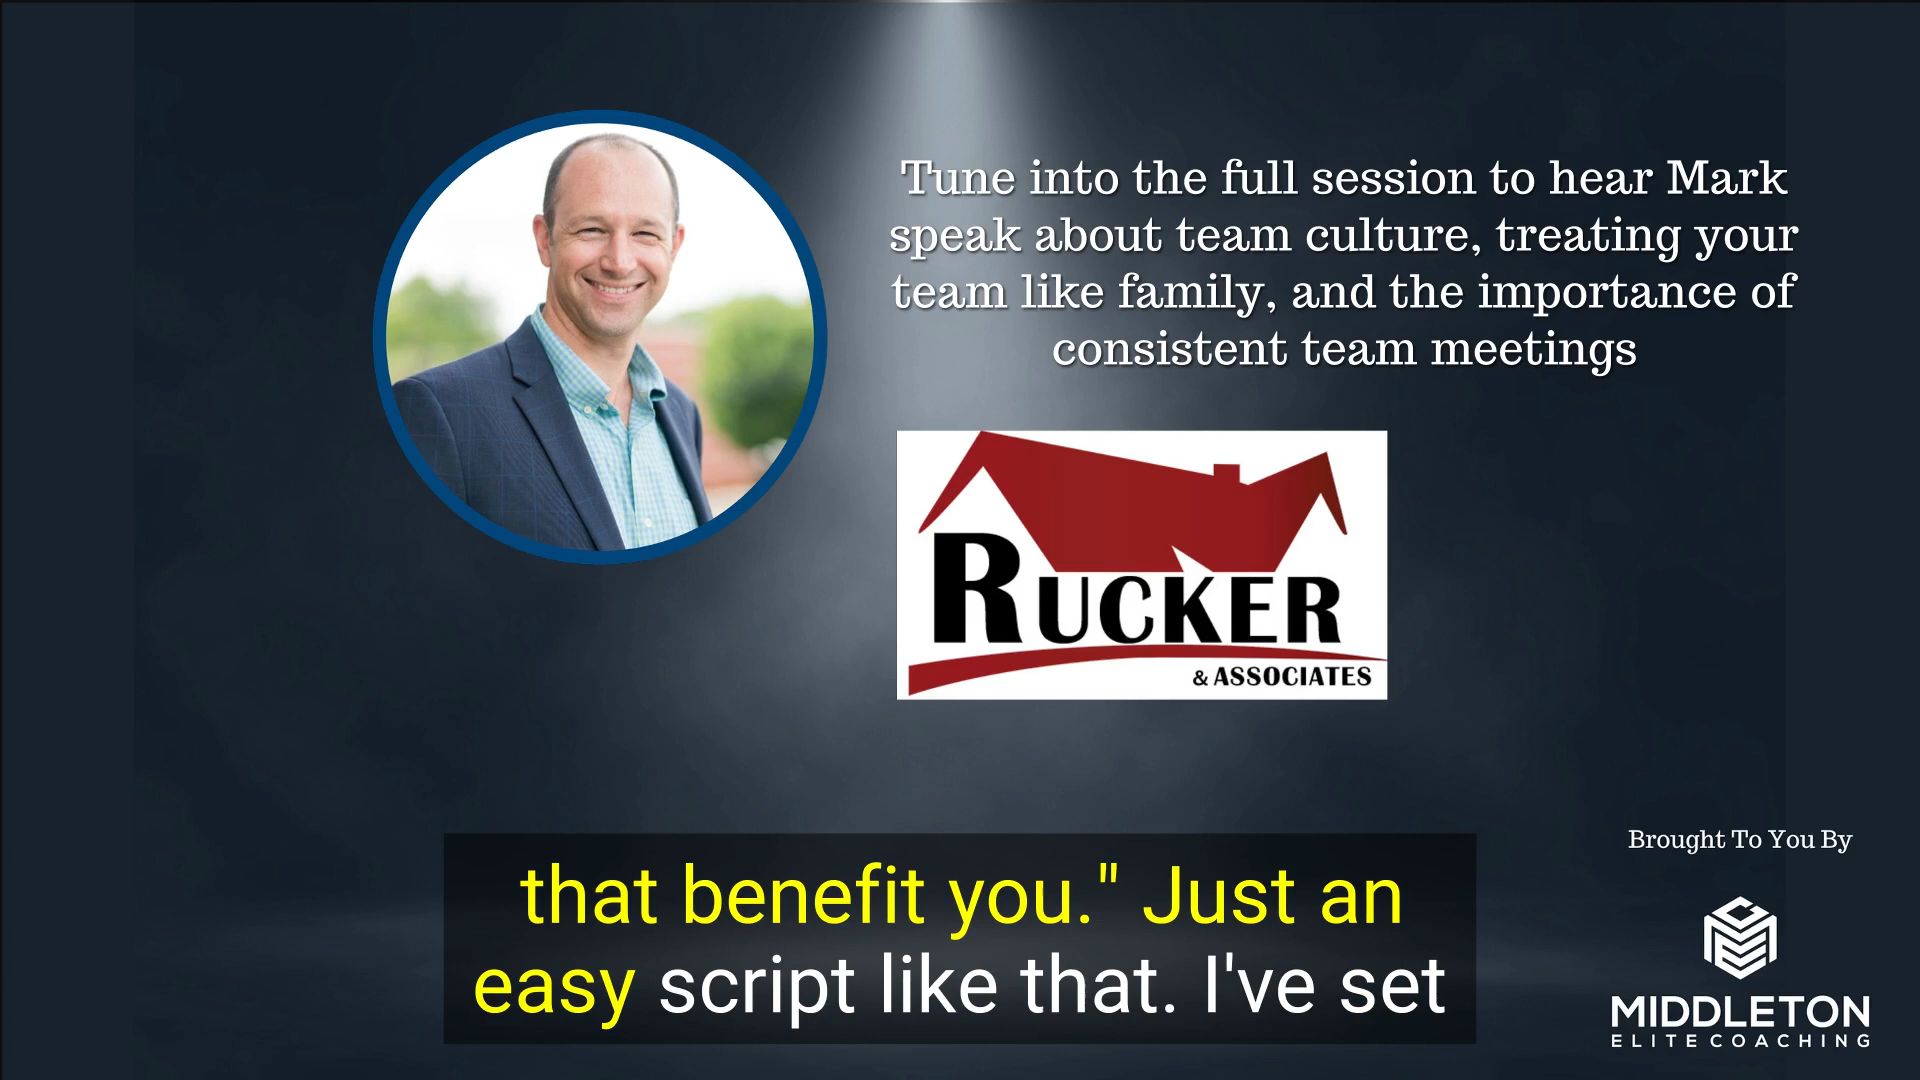 Tune into the full session to hear Mark
speak about team culture, treating your
team like family, and the importance of
consistent team meetings
RUCKER
& ASSOCIATES
that benefit you." Just an
easy script like that. I've set
Brought To You By
MIDDLETON
ELITE COACHING